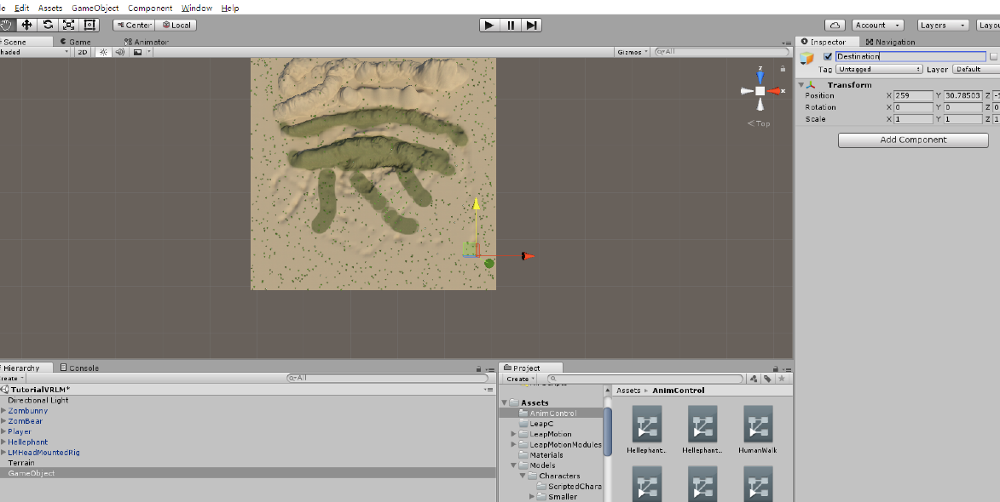 le Edit Assets GameObject Component Window Help
Center Local Account Layers Layou
Scene Game Animator Inspector Navigation
haded 2D Gizmos All
Destination
Tag Untagged Layer Default
Transform
Position X 259 Y 30.78503 Z -1
Rotation X 0 Y 0 Z 0
Scale X 1 Y 1 Z 1
Add Component
z
x
Top
Hierarchy Console
reate All
TutorialVRLM*
Directional Light
Zombunny
ZomBear
Player
Hellephant
LMHeadMountedRig
Terrain
GameObject
Project
Create
Assets
AnimControl
LeapC
LeapMotion
LeapMotionModules
Materials
Models
Characters
ScriptedChara
Smaller
Assets AnimControl
Hellephant.. Hellephant.. HumanWalk